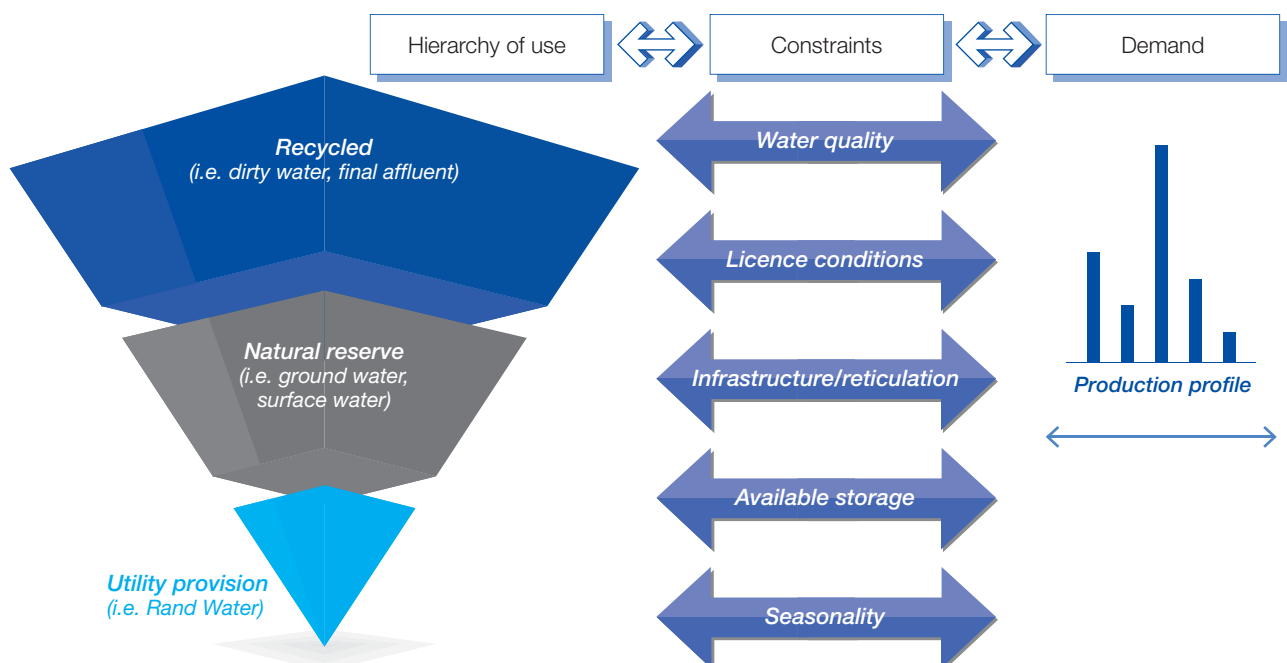 Hierarchy of use
Constraints
Demand
Recycled
(i.e. dirty water, final affluent)
Natural reserve
(i.e. ground water,
surface water)
Utility provision
(i.e. Rand Water)
Water quality
Licence conditions
Infrastructure/reticulation
Available storage
Seasonality
Production profile